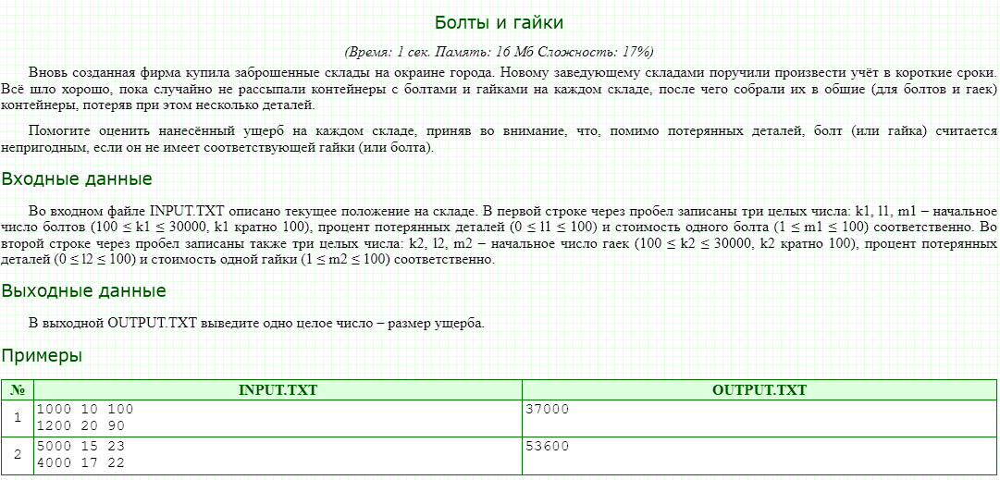 Болты и гайки
(Время: 1 сек. Память: 16 Мб Сложность: 17%)
Вновь созданная фирма купила заброшенные склады на окраине города. Новому заведующему складами поручили произвести учёт в короткие сроки.
Всё шло хорошо, пока случайно не рассыпали контейнеры с болтами и гайками на каждом складе, после чего собрали их в общие (для болтов и гаек)
контейнеры, потеряв при этом несколько деталей.
Помогите оценить нанесённый ущерб на каждом складе, приняв во внимание, что, помимо потерянных деталей, болт (или гайка) считается
непригодным, если он не имеет соответствующей гайки (или болта).
Входные данные
Во входном файле INPUT.TXT описано текущее положение на складе. В первой строке через пробел записаны три целых числа: k1, l1, m1 – начальное
число болтов (100 ≤ k1 ≤ 30000, k1 кратно 100), процент потерянных деталей (0 ≤ l1 ≤ 100) и стоимость одного болта (1 ≤ m1 ≤ 100) соответственно. Во
второй строке через пробел записаны также три целых числа: k2, l2, m2 – начальное число гаек (100 ≤ k2 ≤ 30000, k2 кратно 100), процент потерянных
деталей (0 ≤ l2 ≤ 100) и стоимость одной гайки (1 ≤ m2 ≤ 100) соответственно.
Выходные данные
В выходной OUTPUT.TXT выведите одно целое число – размер ущерба.
Примеры
№ INPUT.TXT OUTPUT.TXT
1 1000 10 100 37000
1200 20 90
2 5000 15 23 53600
4000 17 22